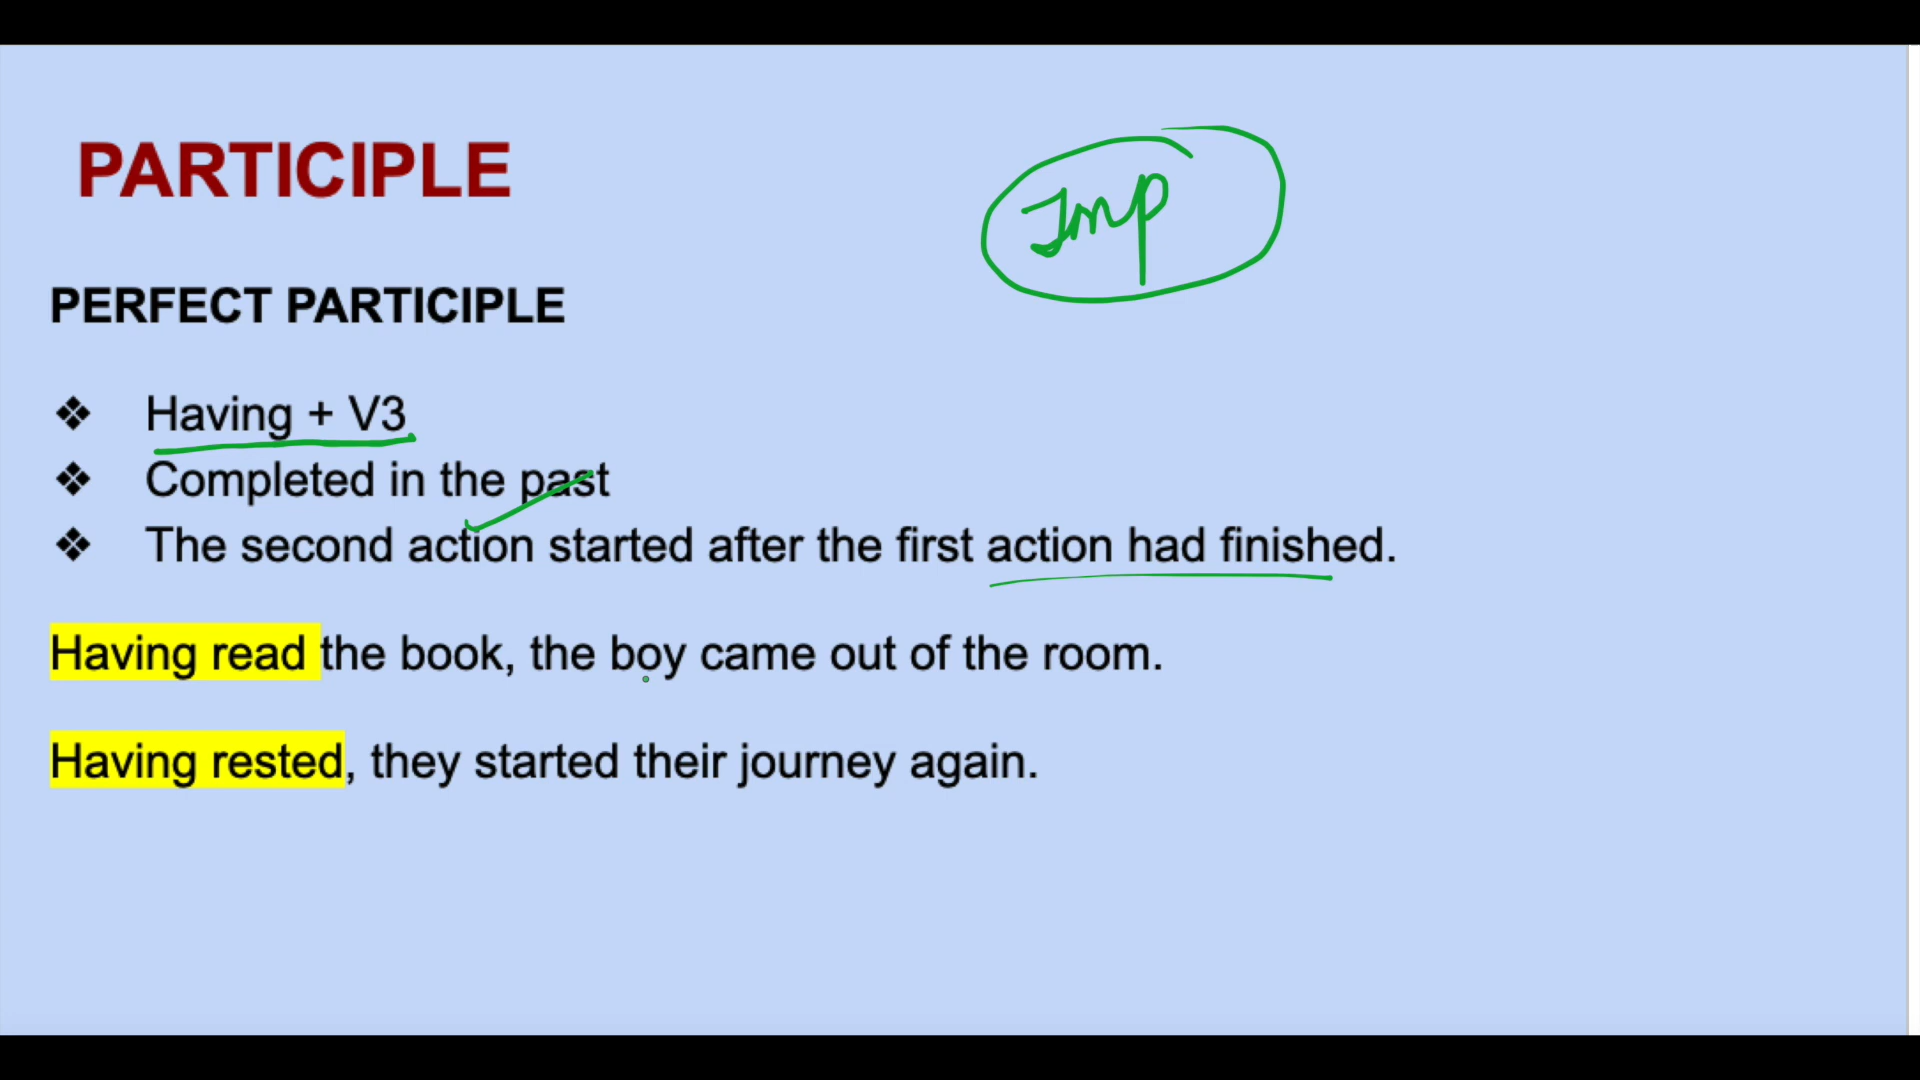 PARTICIPLE
Imp
PERFECT PARTICIPLE
❖ Having + V3
❖ Completed in the past
❖ The second action started after the first action had finished.
Having read the book, the boy came out of the room.
Having rested, they started their journey again.